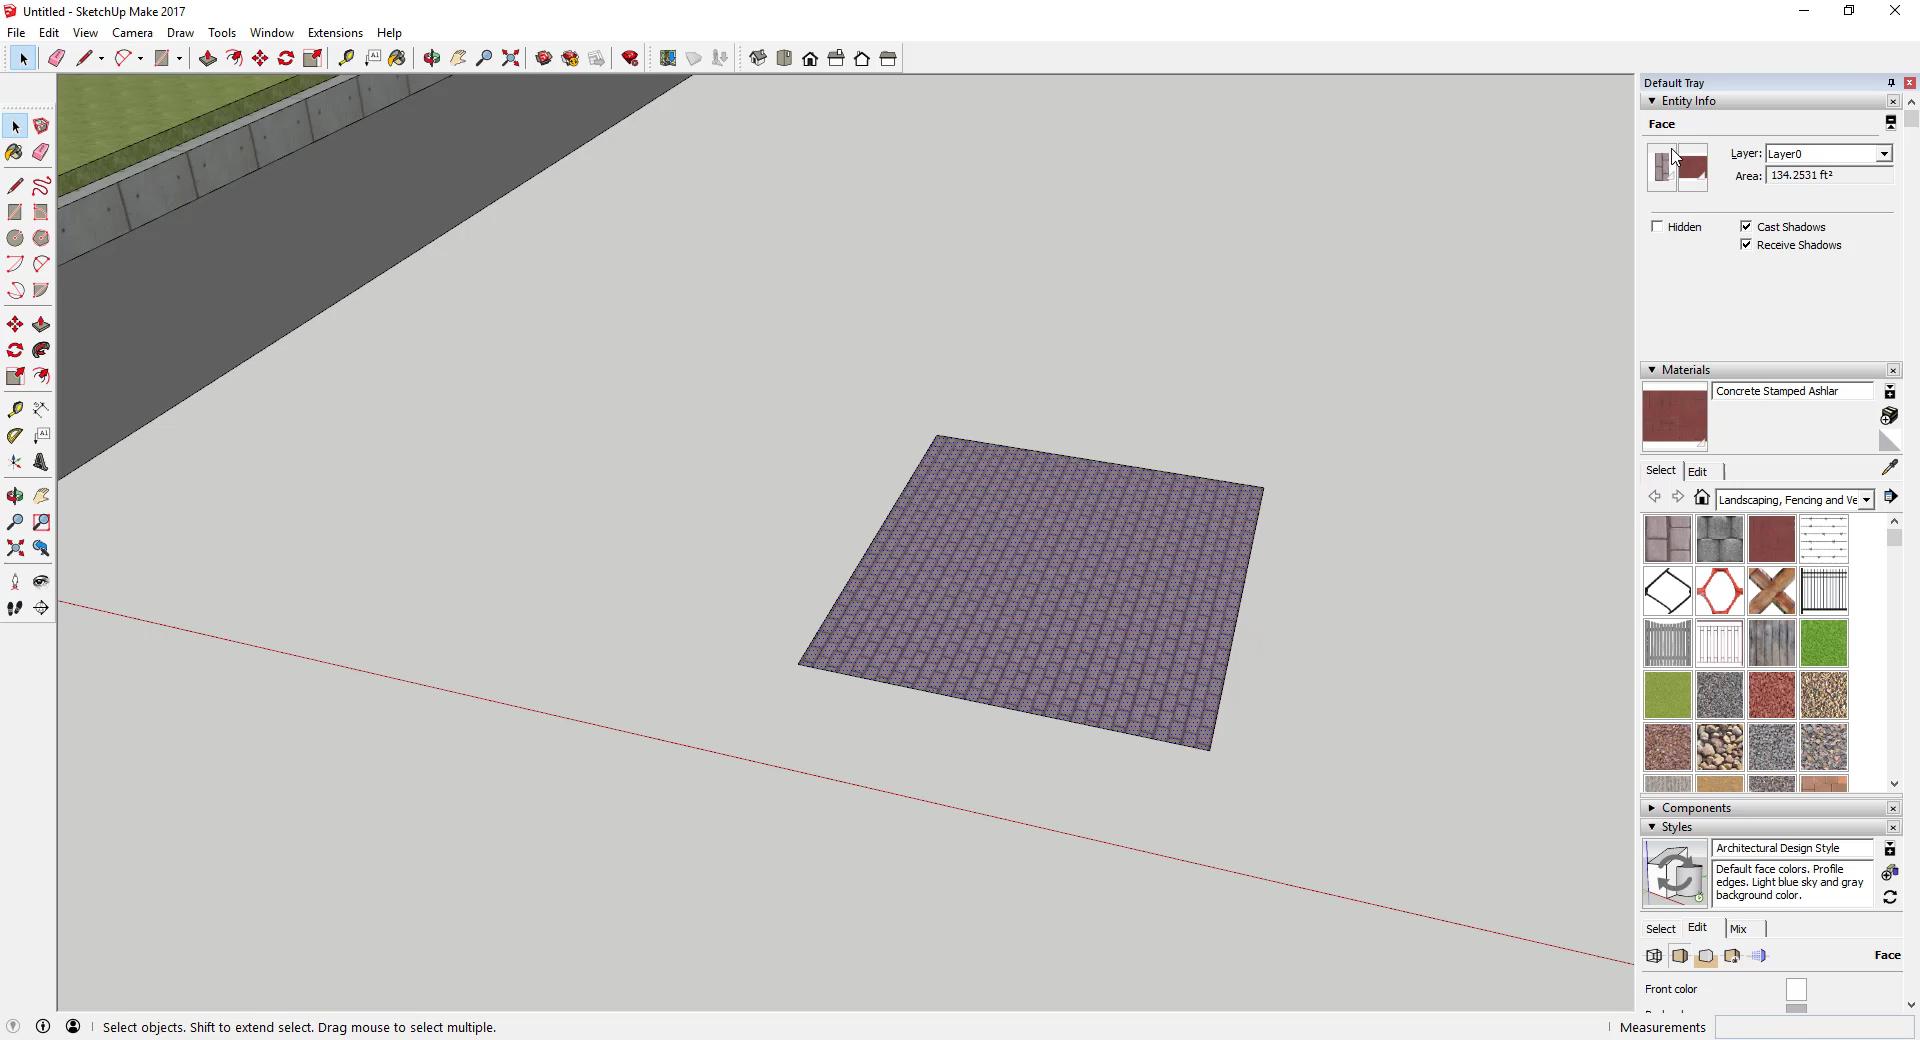 Untitled - SketchUp Make 2017
File Edit View Camera Draw Tools Window Extensions Help
Default Tray
Entity Info
Face
Layer: Layer0
Area: 134.2531 ft²
Hidden
Cast Shadows
Receive Shadows
Materials
Concrete Stamped Ashlar
Select Edit
Landscaping, Fencing and Ve
Components
Styles
Architectural Design Style
Default face colors. Profile
edges. Light blue sky and gray
background color.
Select Edit Mix
Face
Front color
Select objects. Shift to extend select. Drag mouse to select multiple.
Measurements